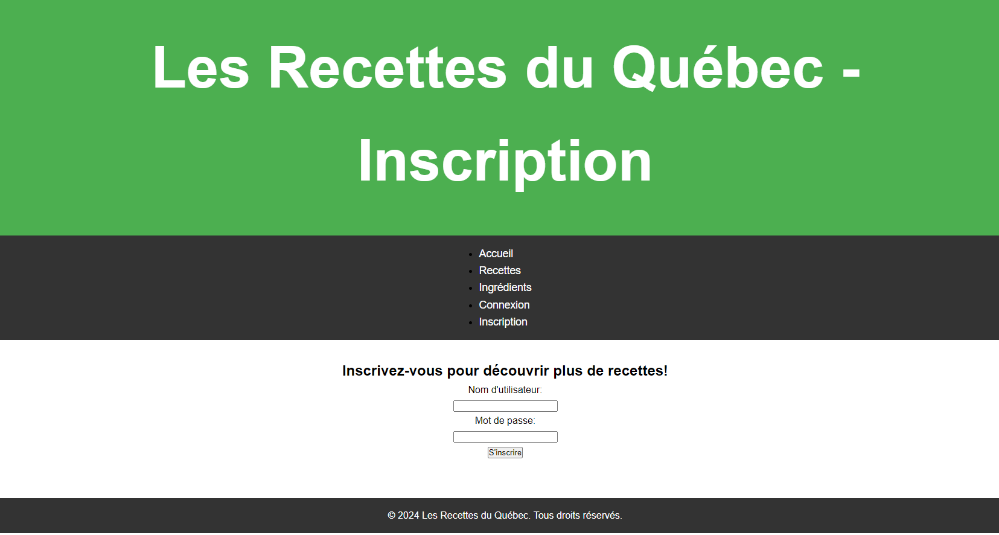 Les Recettes du Québec -
Inscription
Accueil
Recettes
Ingrédients
Connexion
Inscription
Inscrivez-vous pour découvrir plus de recettes!
Nom d'utilisateur:
Mot de passe:
S'inscrire
© 2024 Les Recettes du Québec. Tous droits réservés.